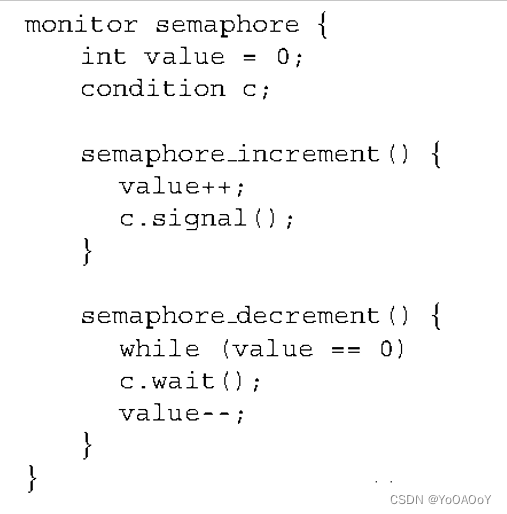 monitor semaphore {
int value = 0;
condition c;
semaphore_increment() {
value++;
c.signal();
}
semaphore_decrement() {
while (value == 0)
c.wait();
value--;
}
}
CSDN @YoOAOoY